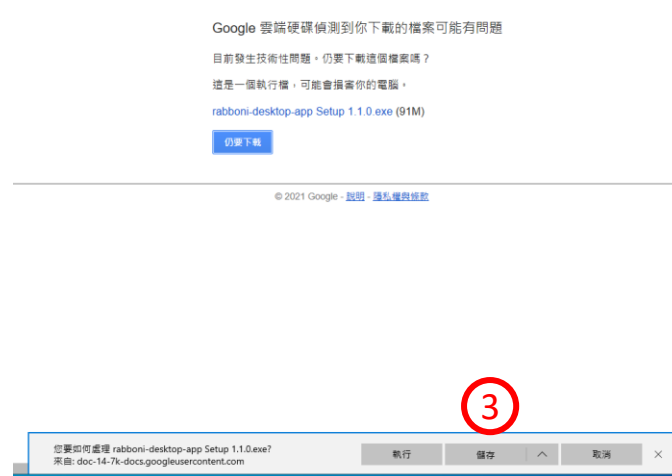 Google 雲端硬碟偵測到你下載的檔案可能有問題
目前發生技術性問題。仍要下載這個檔案嗎？
這是一個執行檔，可能會損害你的電腦。
rabboni-desktop-app Setup 1.1.0.exe (91M)
仍要下載
© 2021 Google - 說明 - 隱私權與條款
3
您要如何處理 rabboni-desktop-app Setup 1.1.0.exe?
來自: doc-14-7k-docs.googleusercontent.com
執行
儲存
取消